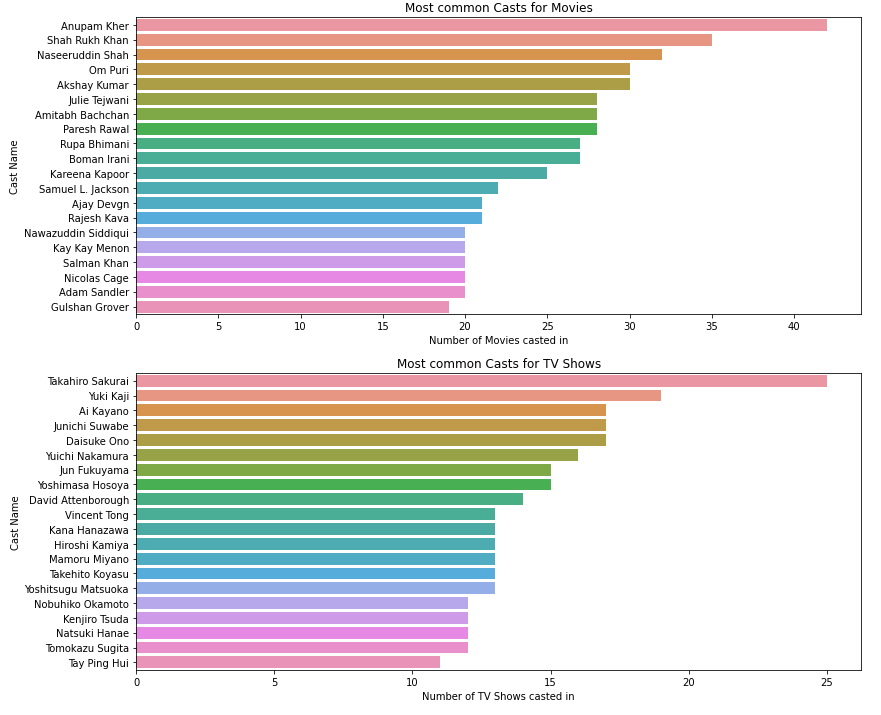 Most common Casts for Movies
Cast Name
Anupam Kher
Shah Rukh Khan
Naseeruddin Shah
Om Puri
Akshay Kumar
Julie Tejwani
Amitabh Bachchan
Paresh Rawal
Rupa Bhimani
Boman Irani
Kareena Kapoor
Samuel L. Jackson
Ajay Devgn
Rajesh Kava
Nawazuddin Siddiqui
Kay Kay Menon
Salman Khan
Nicolas Cage
Adam Sandler
Gulshan Grover
0 5 10 15 20 25 30 35 40
Number of Movies casted in
Most common Casts for TV Shows
Cast Name
Takahiro Sakurai
Yuki Kaji
Ai Kayano
Junichi Suwabe
Daisuke Ono
Yuichi Nakamura
Jun Fukuyama
Yoshimasa Hosoya
David Attenborough
Vincent Tong
Kana Hanazawa
Hiroshi Kamiya
Mamoru Miyano
Takehito Koyasu
Yoshitsugu Matsuoka
Nobuhiko Okamoto
Kenjiro Tsuda
Natsuki Hanae
Tomokazu Sugita
Tay Ping Hui
0 5 10 15 20 25
Number of TV Shows casted in